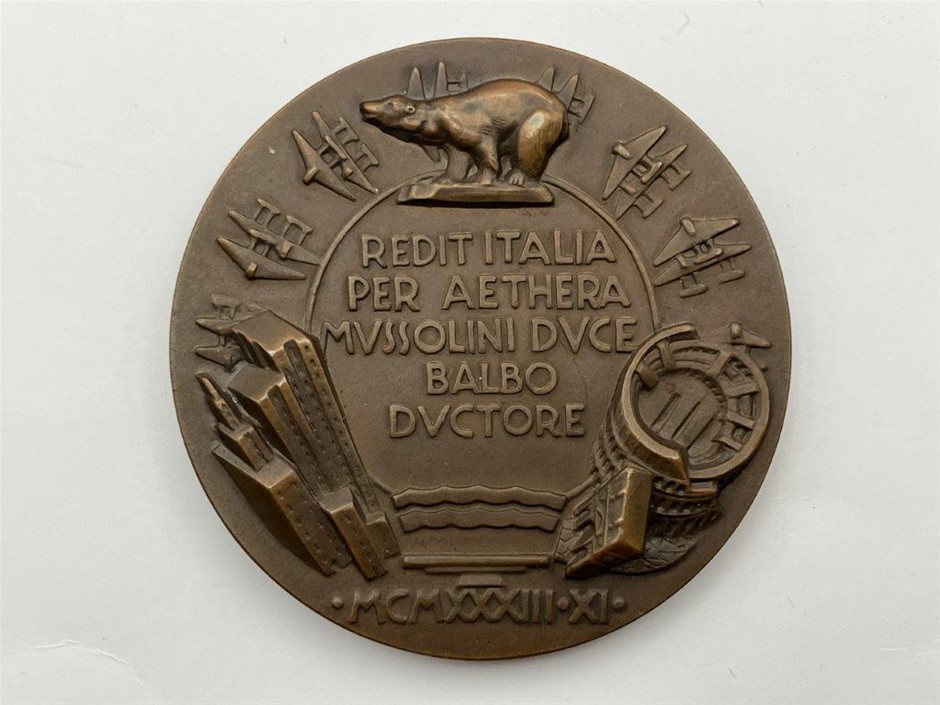 REDIT ITALIA
PER AETHERA
MVSSOLINI DVCE
BALBO
DVCTORE
·MCMXXXIII·XI·